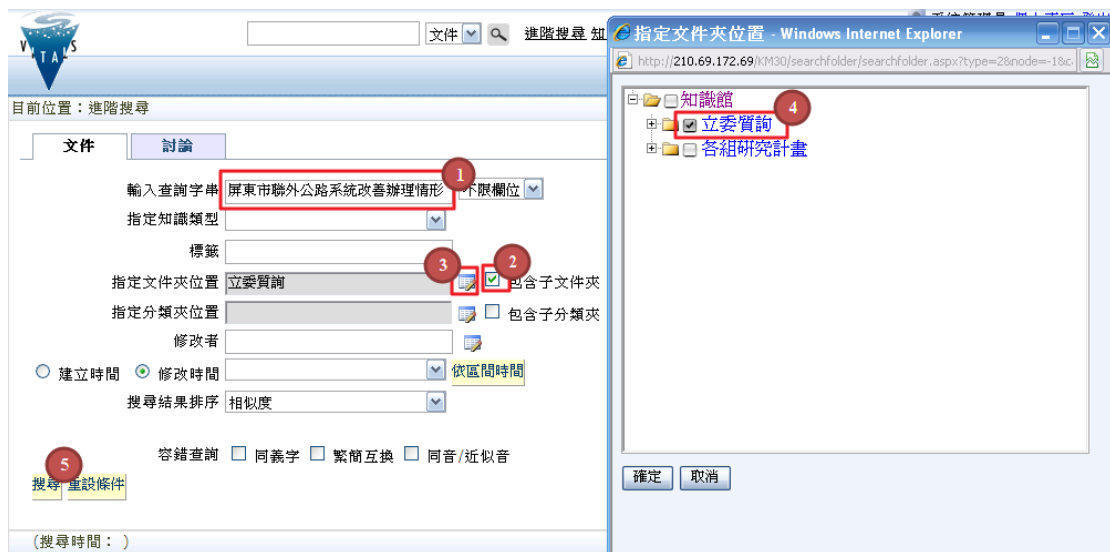 VITAS
文件
進階搜尋 知
目前位置：進階搜尋
文件 討論
輸入查詢字串 屏東市聯外公路系統改善辦理情形 不限欄位
1
指定知識類型
標籤
3 2
指定文件夾位置 立委質詢 包含子文件夾
指定分類夾位置 包含子分類夾
修改者
建立時間 修改時間 依區間時間
搜尋結果排序 相似度
容錯查詢 同義字 繁簡互換 同音/近似音
5
搜尋 重設條件
(搜尋時間： )
指定文件夾位置 - Windows Internet Explorer
http://210.69.172.69/KM30/searchfolder/searchfolder.aspx?type=2&node=-1&c
知識館
4
立委質詢
各組研究計畫
確定 取消